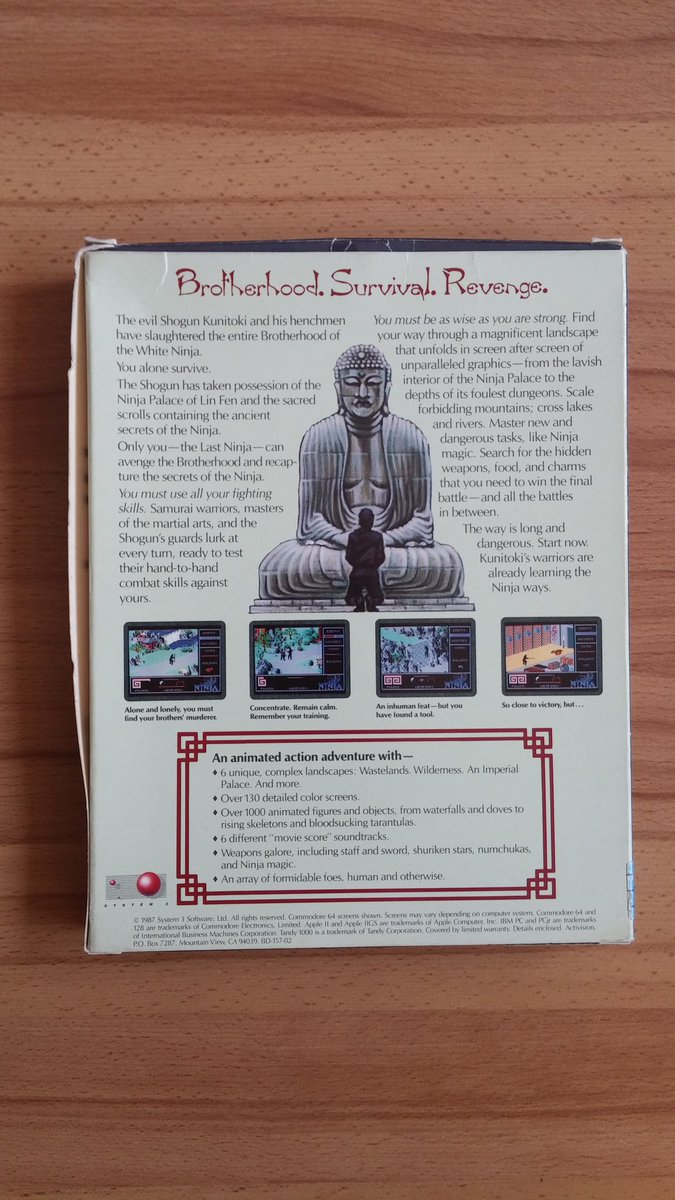 Brotherhood. Survival. Revenge.
The evil Shogun Kunitoki and his henchmen
have slaughtered the entire Brotherhood of
the White Ninja.
You alone survive.
The Shogun has taken possession of the
Ninja Palace of Lin Fen and the sacred
scrolls containing the ancient
secrets of the Ninja.
Only you—the Last Ninja—can
avenge the Brotherhood and recap-
ture the secrets of the Ninja.
You must use all your fighting
skills. Samurai warriors, masters
of the martial arts, and the
Shogun's guards lurk at
every turn, ready to test
their hand-to-hand
combat skills against
yours.
You must be as wise as you are strong. Find
your way through a magnificent landscape
that unfolds in screen after screen of
unparalleled graphics—from the lavish
interior of the Ninja Palace to the
depths of its foulest dungeons. Scale
forbidding mountains; cross lakes
and rivers. Master new and
dangerous tasks, like Ninja
magic. Search for the hidden
weapons, food, and charms
that you need to win the final
battle—and all the battles
in between.
The way is long and
dangerous. Start now.
Kunitoki's warriors are
already learning the
Ninja ways.
NINJA
NINJA
NINJA
NINJA
Alone and lonely, you must
find your brothers' murderer.
Concentrate. Remain calm.
Remember your training.
An inhuman feat—but you
have found a tool.
So close to victory, but...
An animated action adventure with—
♦ 6 unique, complex landscapes: Wastelands. Wilderness. An Imperial
Palace. And more.
♦ Over 130 detailed color screens.
♦ Over 1000 animated figures and objects, from waterfalls and doves to
rising skeletons and bloodsucking tarantulas.
♦ 6 different "movie score" soundtracks.
♦ Weapons galore, including staff and sword, shuriken stars, numchukas,
and Ninja magic.
♦ An array of formidable foes, human and otherwise.
SYSTEM 3
© 1987 System 3 Software, Ltd. All rights reserved. Commodore 64 screens shown. Screens may vary depending on computer system. Commodore 64 and
128 are trademarks of Commodore Electronics, Limited. Apple II and Apple IIGS are trademarks of Apple Computer, Inc. IBM PC and PCjr are trademarks
of International Business Machines Corporation. Tandy 1000 is a trademark of Tandy Corporation. Covered by limited warranty. Details enclosed. Activision,
P.O. Box 7287, Mountain View, CA 94039. BD-157-02